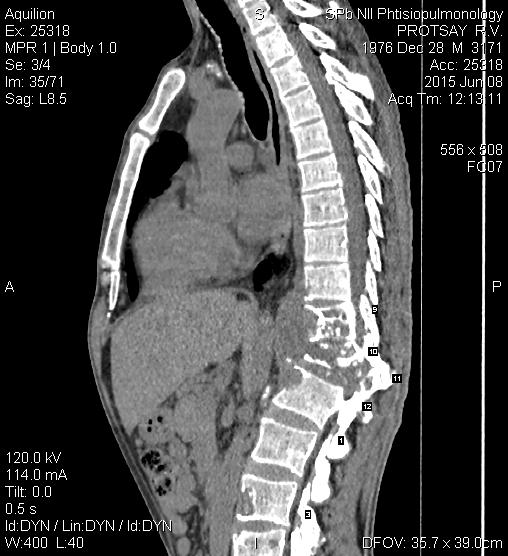 Aquilion
Ex: 25318
MPR 1 | Body 1.0
Se: 3/4
Im: 35/71
Sag: L8.5
S
SPb NII Phtisiopulmonology
PROTSAY R.V.
1976 Dec 28 M 3171
Acc: 25318
2015 Jun 08
Acq Tm: 12:13:11
556 x 508
FC07
A
P
9
10
11
12
1
3
120.0 kV
114.0 mA
Tilt: 0.0
0.5 s
Id:DYN / Lin:DYN / Id:DYN
W:400 L:40
I
DFOV: 35.7 x 39.0cm